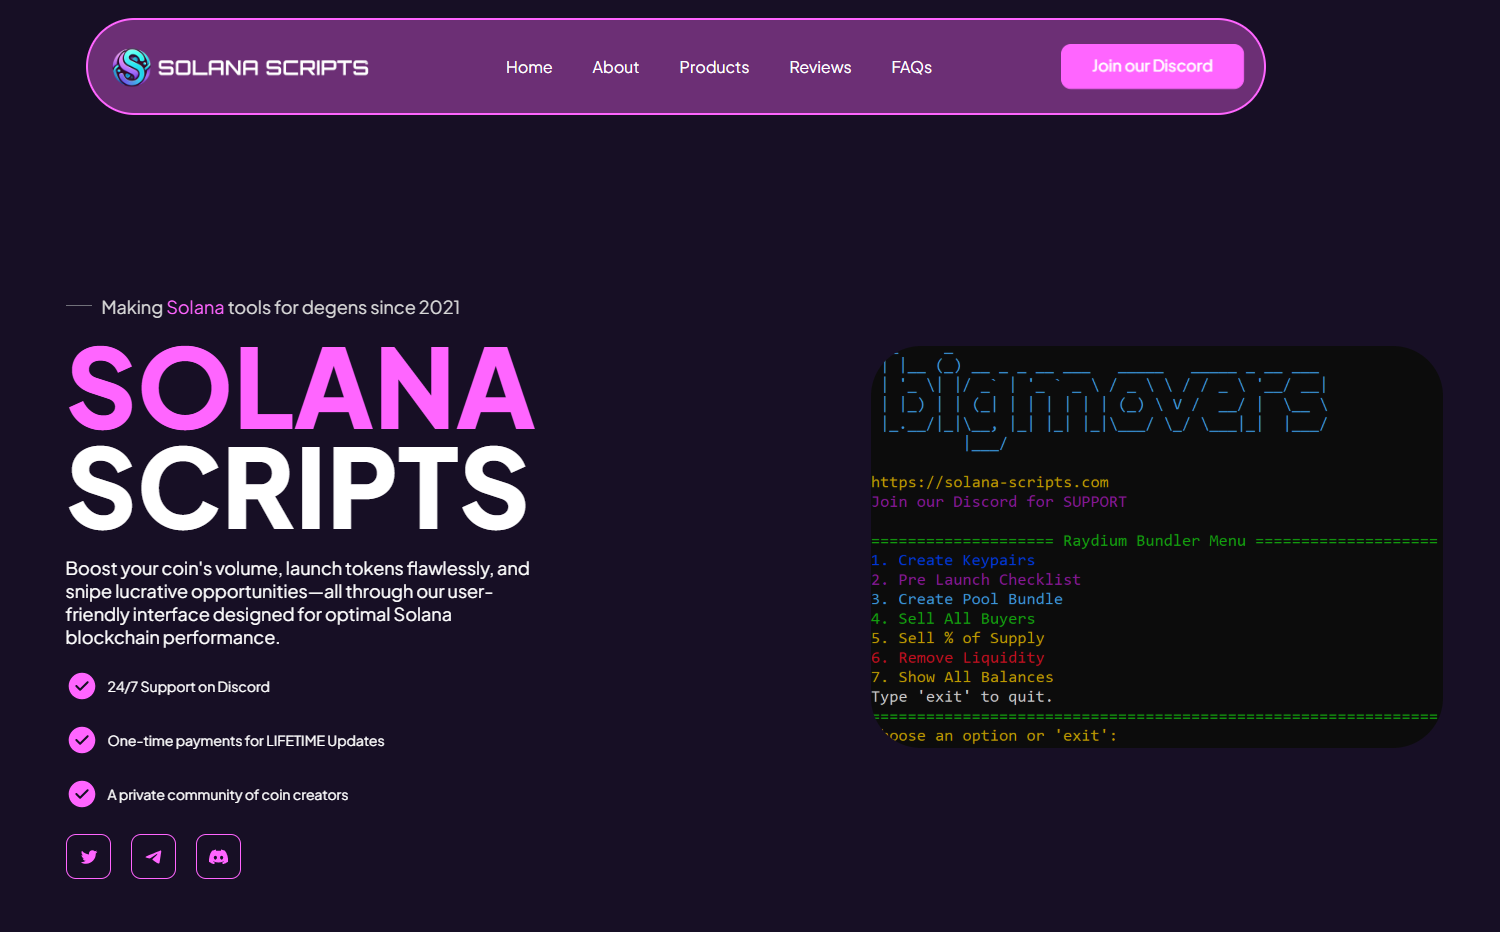 SOLANA SCRIPTS
Home
About
Products
Reviews
FAQs
Join our Discord
Making Solana tools for degens since 2021
SOLANA
SCRIPTS
Boost your coin's volume, launch tokens flawlessly, and
snipe lucrative opportunities—all through our user-
friendly interface designed for optimal Solana
blockchain performance.
24/7 Support on Discord
One-time payments for LIFETIME Updates
A private community of coin creators
bigmovers
https://solana-scripts.com
Join our Discord for SUPPORT
==================== Raydium Bundler Menu ====================
1. Create Keypairs
2. Pre Launch Checklist
3. Create Pool Bundle
4. Sell All Buyers
5. Sell % of Supply
6. Remove Liquidity
7. Show All Balances
Type 'exit' to quit.
==============================================================
hoose an option or 'exit':